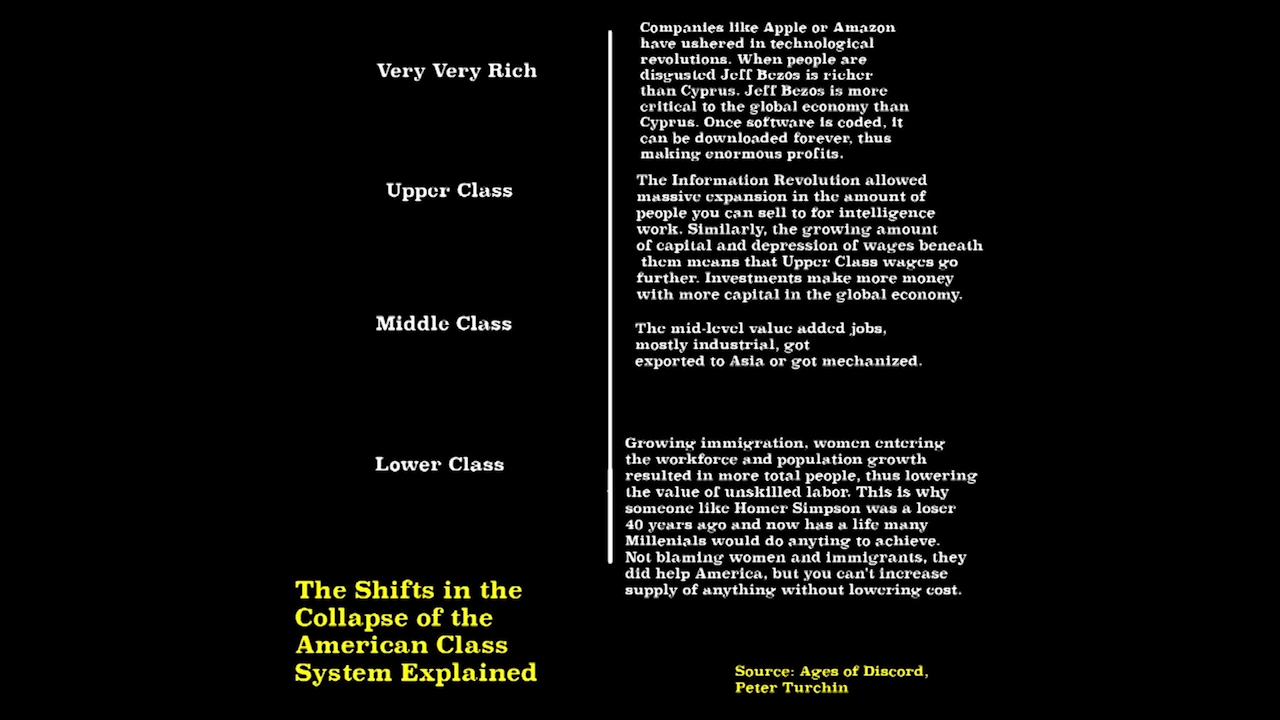 Very Very Rich
Companies like Apple or Amazon
have ushered in technological
revolutions. When people are
disgusted Jeff Bezos is richer
than Cyprus. Jeff Bezos is more
critical to the global economy than
Cyprus. Once software is coded, it
can be downloaded forever, thus
making enormous profits.
Upper Class
The Information Revolution allowed
massive expansion in the amount of
people you can sell to for intelligence
work. Similarly, the growing amount
of capital and depression of wages beneath
them means that Upper Class wages go
further. Investments make more money
with more capital in the global economy.
Middle Class
The mid-level value added jobs,
mostly industrial, got
exported to Asia or got mechanized.
Lower Class
Growing immigration, women entering
the workforce and population growth
resulted in more total people, thus lowering
the value of unskilled labor. This is why
someone like Homer Simpson was a loser
40 years ago and now has a life many
Millenials would do anyting to achieve.
Not blaming women and immigrants, they
did help America, but you can't increase
supply of anything without lowering cost.
The Shifts in the
Collapse of the
American Class
System Explained
Source: Ages of Discord,
Peter Turchin